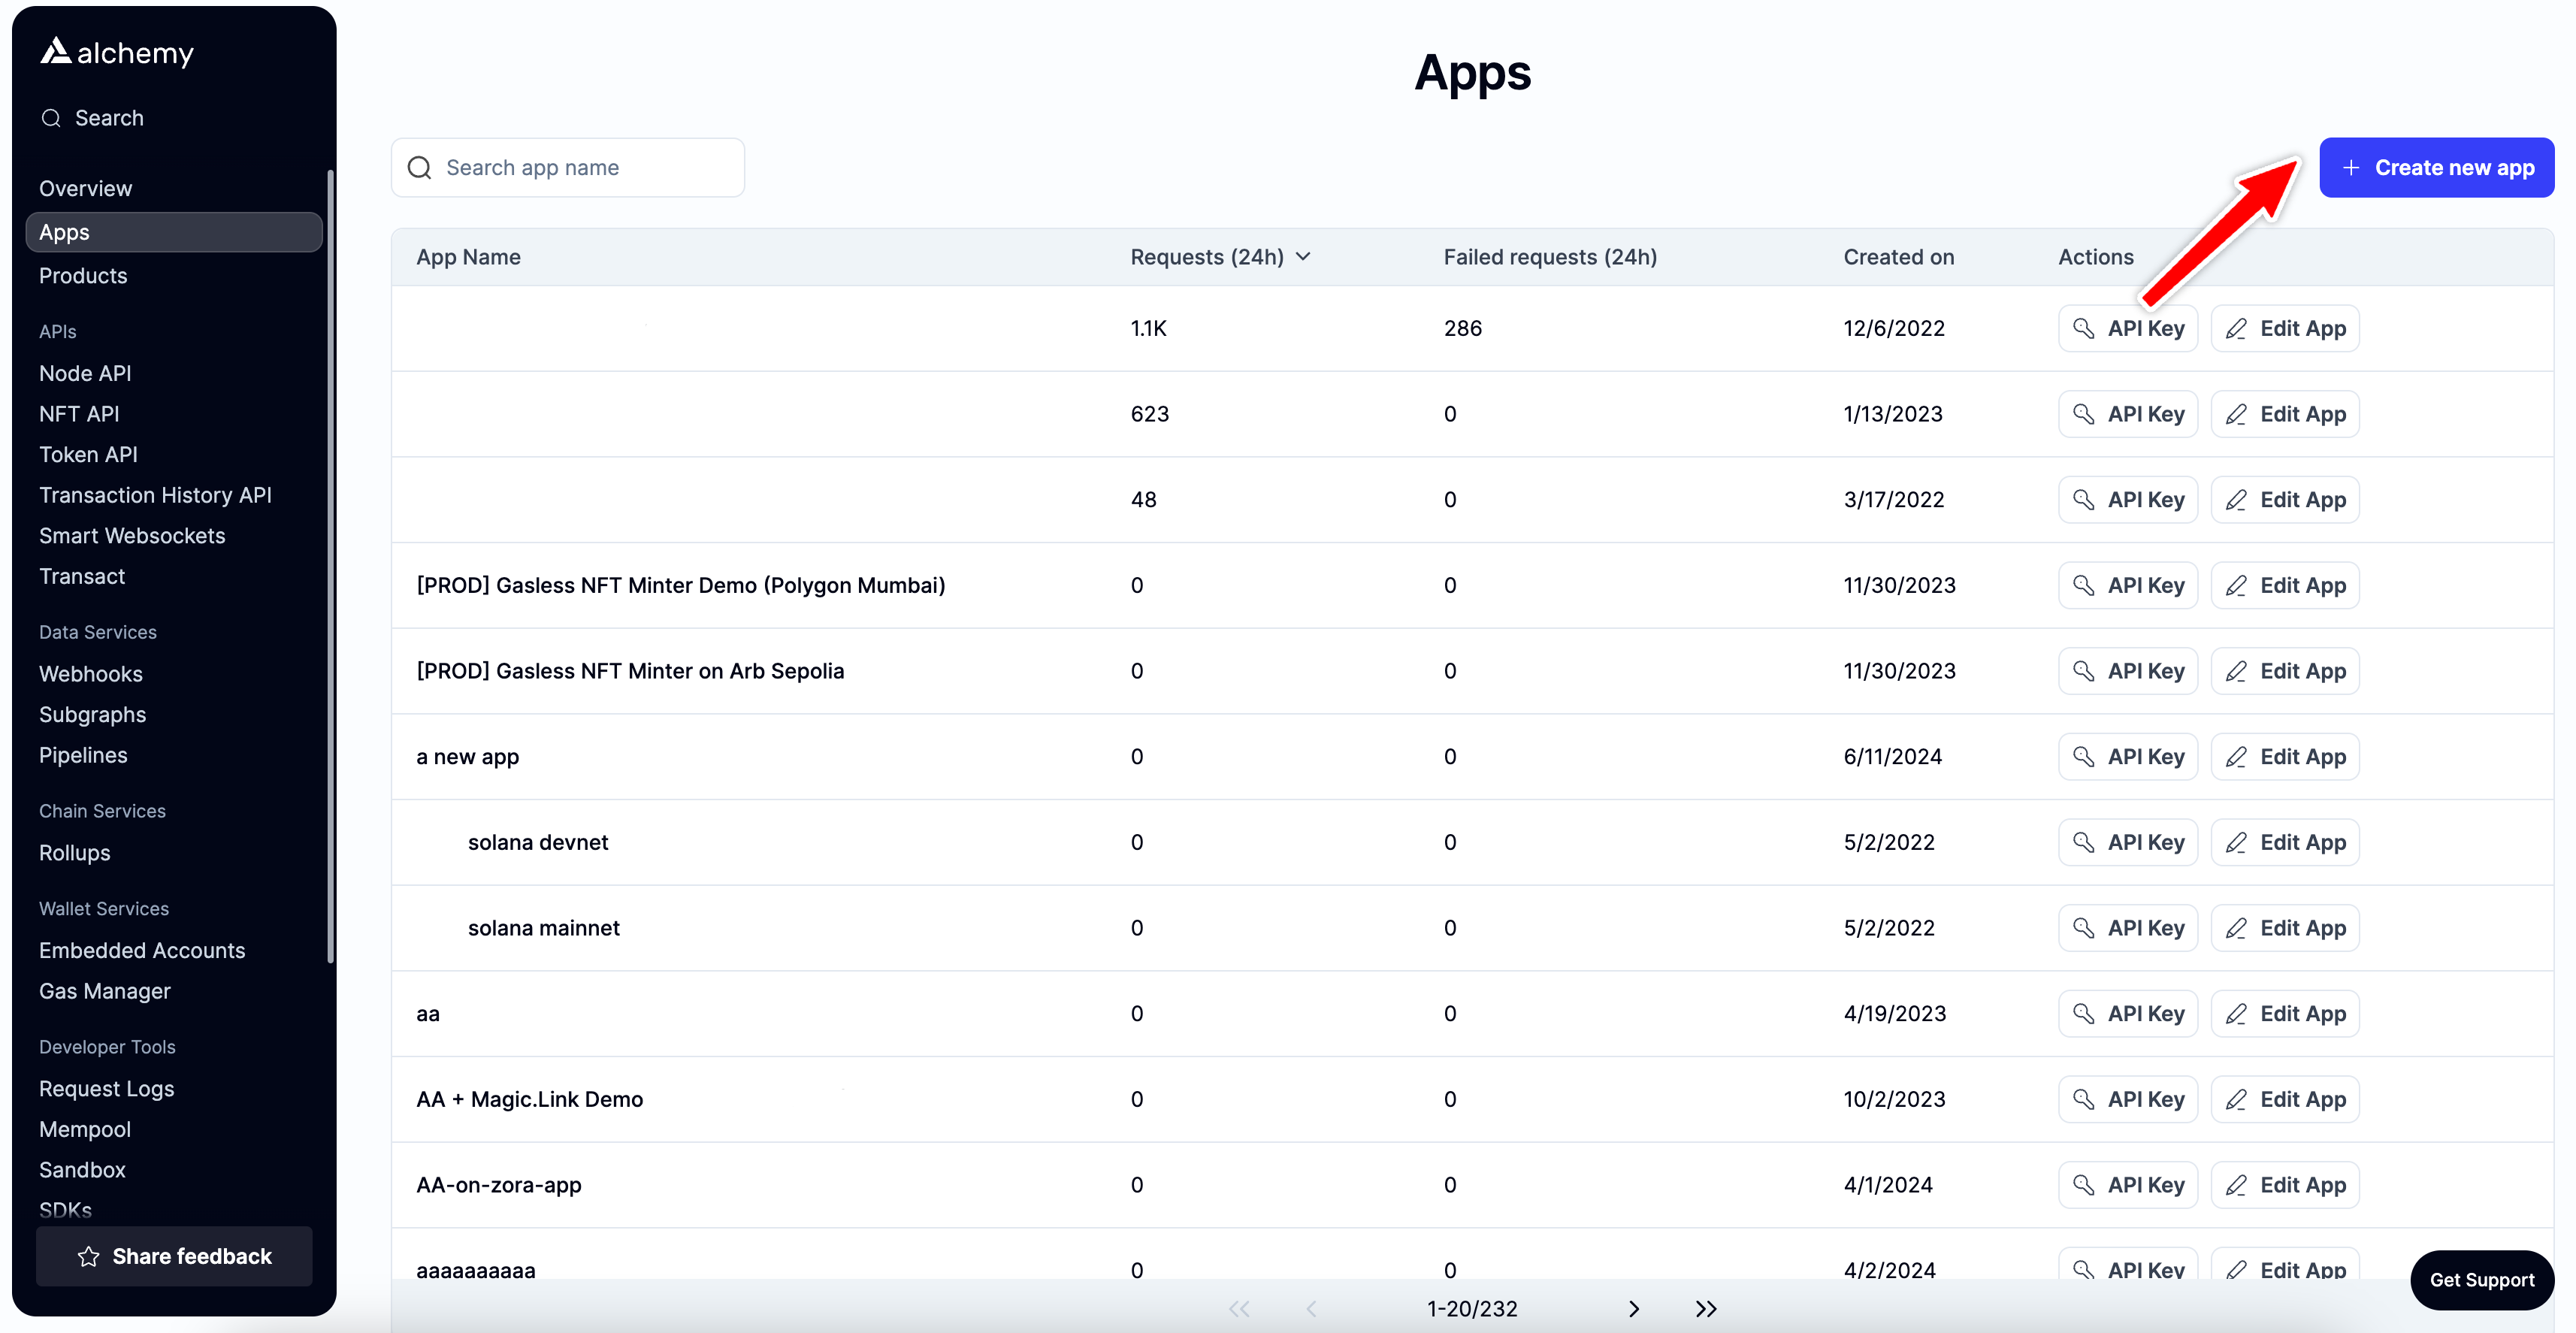 alchemy
Search
Overview
Apps
Products
APIs
Node API
NFT API
Token API
Transaction History API
Smart Websockets
Transact
Data Services
Webhooks
Subgraphs
Pipelines
Chain Services
Rollups
Wallet Services
Embedded Accounts
Gas Manager
Developer Tools
Request Logs
Mempool
Sandbox
SDKs
Share feedback
Apps
Search app name
+ Create new app
App Name Requests (24h) Failed requests (24h) Created on Actions
1.1K 286 12/6/2022 API Key Edit App
623 0 1/13/2023 API Key Edit App
48 0 3/17/2022 API Key Edit App
[PROD] Gasless NFT Minter Demo (Polygon Mumbai) 0 0 11/30/2023 API Key Edit App
[PROD] Gasless NFT Minter on Arb Sepolia 0 0 11/30/2023 API Key Edit App
a new app 0 0 6/11/2024 API Key Edit App
solana devnet 0 0 5/2/2022 API Key Edit App
solana mainnet 0 0 5/2/2022 API Key Edit App
aa 0 0 4/19/2023 API Key Edit App
AA + Magic.Link Demo 0 0 10/2/2023 API Key Edit App
AA-on-zora-app 0 0 4/1/2024 API Key Edit App
aaaaaaaaaa 0 0 4/2/2024 API Key Edit App
1-20/232
Get Support